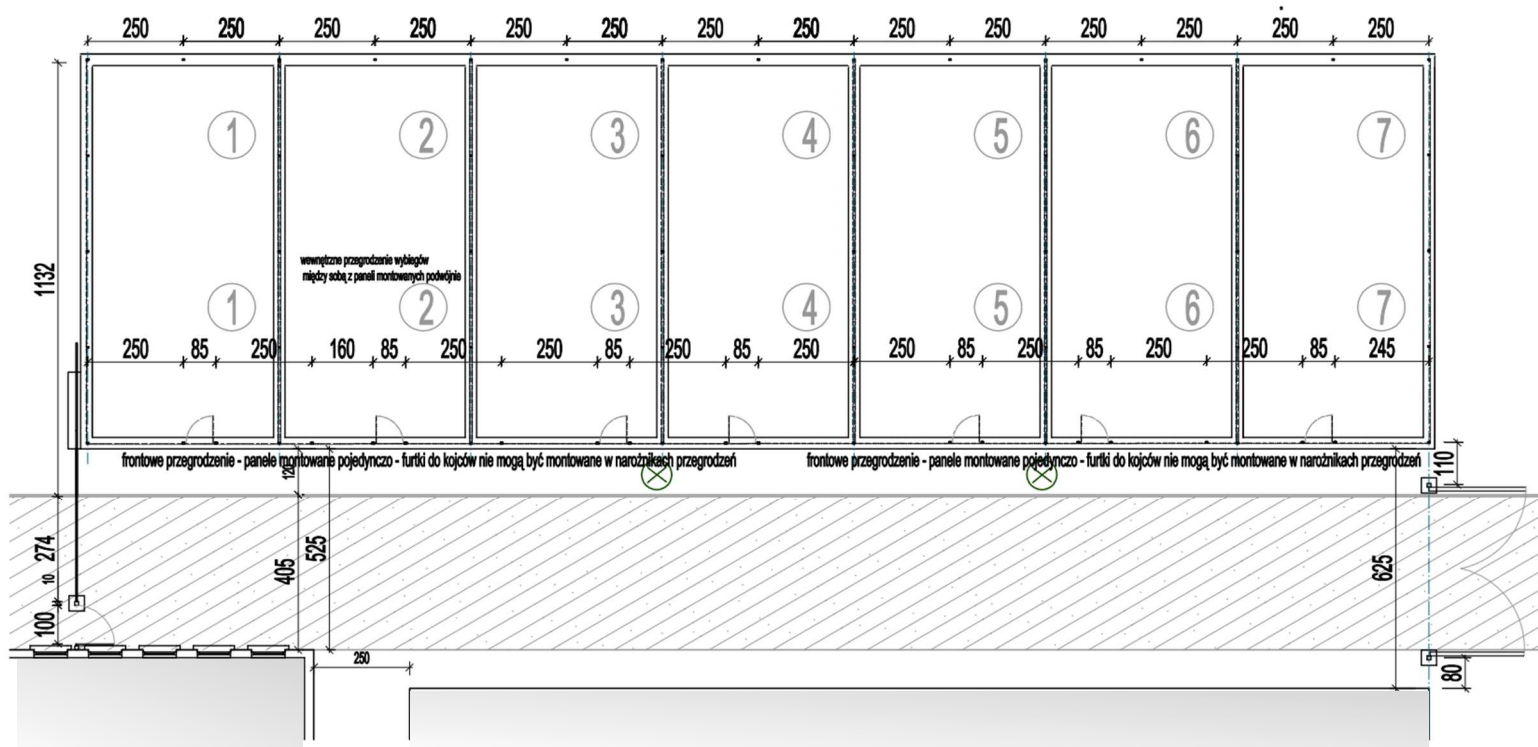 250 250 250 250 250 250 250 250 250 250 250 250 250 250
1 2 3 4 5 6 7
wewnętrzne przegrodzenie wybiegów
między sobą z paneli montowanych podwójnie
1132
1 2 3 4 5 6 7
250 85 250 160 85 250 250 85 250 85 250 250 85 250 85 250 250 85 245
frontowe przegrodzenie - panele montowane pojedynczo - furtki do kojców nie mogą być montowane w narożnikach przegrodzeń
frontowe przegrodzenie - panele montowane pojedynczo - furtki do kojców nie mogą być montowane w narożnikach przegrodzeń
110
274
405
525
625
10
100
250
80